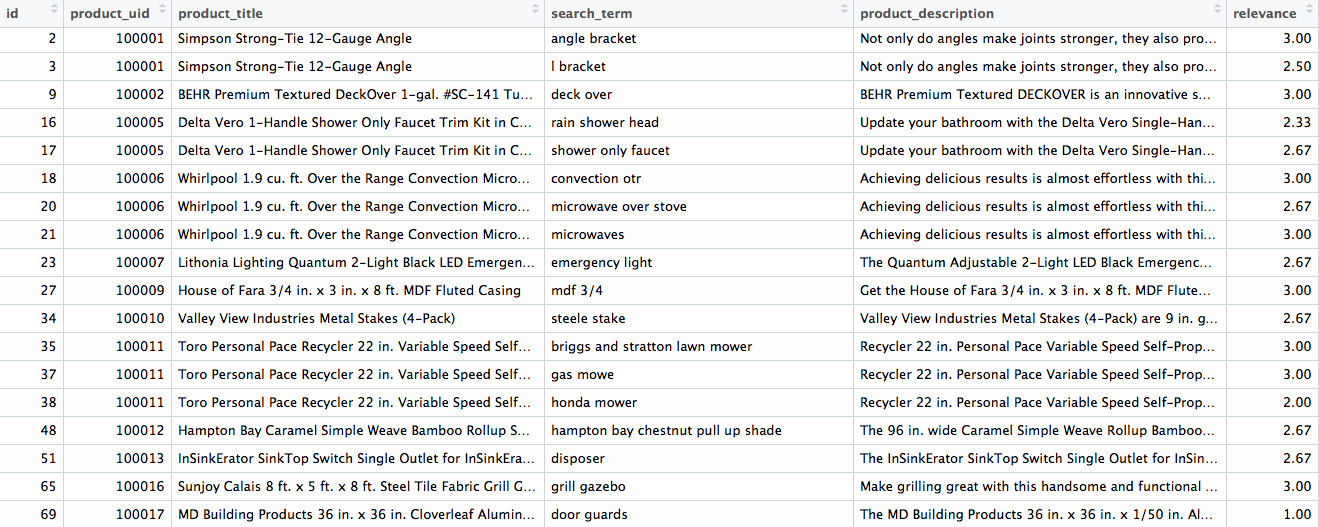 id product_uid product_title search_term product_description relevance
2 100001 Simpson Strong-Tie 12-Gauge Angle angle bracket Not only do angles make joints stronger, they also pro... 3.00
3 100001 Simpson Strong-Tie 12-Gauge Angle l bracket Not only do angles make joints stronger, they also pro... 2.50
9 100002 BEHR Premium Textured DeckOver 1-gal. #SC-141 Tu... deck over BEHR Premium Textured DECKOVER is an innovative s... 3.00
16 100005 Delta Vero 1-Handle Shower Only Faucet Trim Kit in C... rain shower head Update your bathroom with the Delta Vero Single-Han... 2.33
17 100005 Delta Vero 1-Handle Shower Only Faucet Trim Kit in C... shower only faucet Update your bathroom with the Delta Vero Single-Han... 2.67
18 100006 Whirlpool 1.9 cu. ft. Over the Range Convection Micro... convection otr Achieving delicious results is almost effortless with thi... 3.00
20 100006 Whirlpool 1.9 cu. ft. Over the Range Convection Micro... microwave over stove Achieving delicious results is almost effortless with thi... 2.67
21 100006 Whirlpool 1.9 cu. ft. Over the Range Convection Micro... microwaves Achieving delicious results is almost effortless with thi... 3.00
23 100007 Lithonia Lighting Quantum 2-Light Black LED Emergen... emergency light The Quantum Adjustable 2-Light LED Black Emergenc... 2.67
27 100009 House of Fara 3/4 in. x 3 in. x 8 ft. MDF Fluted Casing mdf 3/4 Get the House of Fara 3/4 in. x 3 in. x 8 ft. MDF Flute... 3.00
34 100010 Valley View Industries Metal Stakes (4-Pack) steele stake Valley View Industries Metal Stakes (4-Pack) are 9 in. g... 2.67
35 100011 Toro Personal Pace Recycler 22 in. Variable Speed Self... briggs and stratton lawn mower Recycler 22 in. Personal Pace Variable Speed Self-Prop... 3.00
37 100011 Toro Personal Pace Recycler 22 in. Variable Speed Self... gas mowe Recycler 22 in. Personal Pace Variable Speed Self-Prop... 3.00
38 100011 Toro Personal Pace Recycler 22 in. Variable Speed Self... honda mower Recycler 22 in. Personal Pace Variable Speed Self-Prop... 2.00
48 100012 Hampton Bay Caramel Simple Weave Bamboo Rollup S... hampton bay chestnut pull up shade The 96 in. wide Caramel Simple Weave Rollup Bamboo... 2.67
51 100013 InSinkErator SinkTop Switch Single Outlet for InSinkEra... disposer The InSinkErator SinkTop Switch Single Outlet for InSin... 2.67
65 100016 Sunjoy Calais 8 ft. x 5 ft. x 8 ft. Steel Tile Fabric Grill G... grill gazebo Make grilling great with this handsome and functional ... 3.00
69 100017 MD Building Products 36 in. x 36 in. Cloverleaf Alumin... door guards The MD Building Products 36 in. x 36 in. x 1/50 in. Al... 1.00